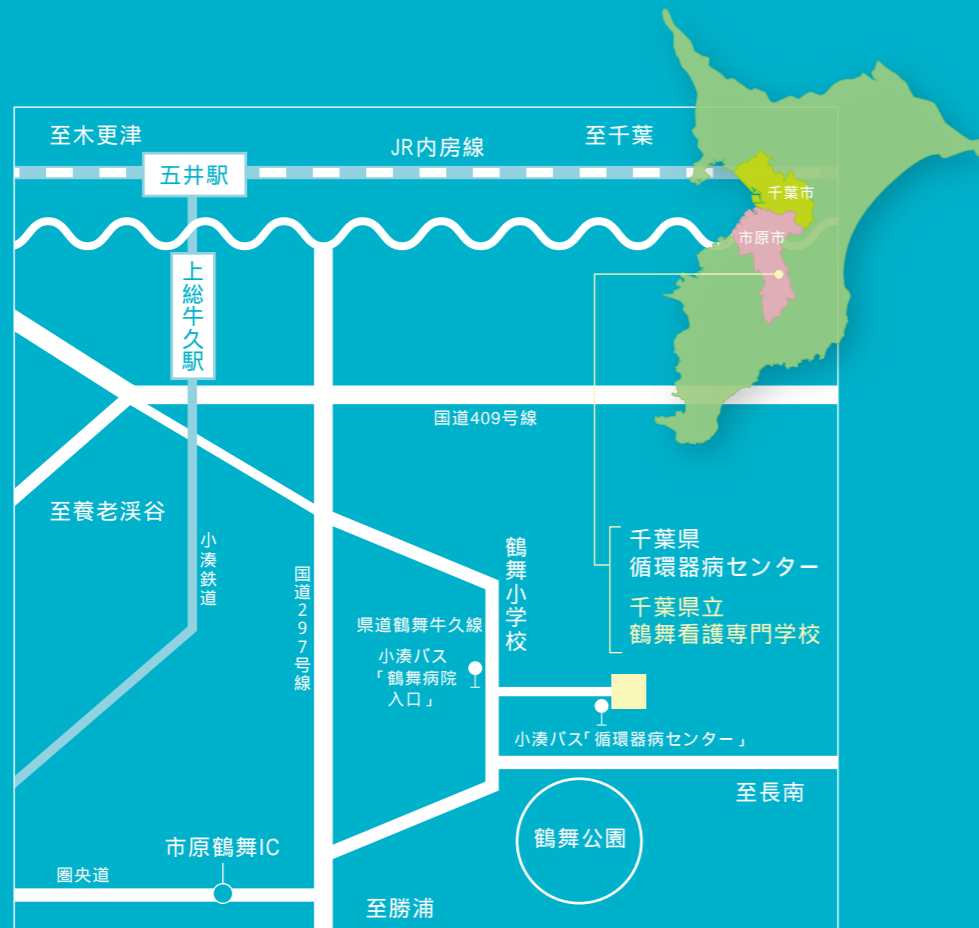 至木更津
JR内房線
至千葉
五井駅
千葉市
市原市
上総牛久駅
国道409号線
至養老渓谷
小湊鉄道
国道297号線
鶴舞小学校
千葉県
循環器病センター
千葉県立
鶴舞看護専門学校
県道鶴舞牛久線
小湊バス
「鶴舞病院
入口」
小湊バス「循環器病センター」
至長南
鶴舞公園
市原鶴舞IC
圏央道
至勝浦